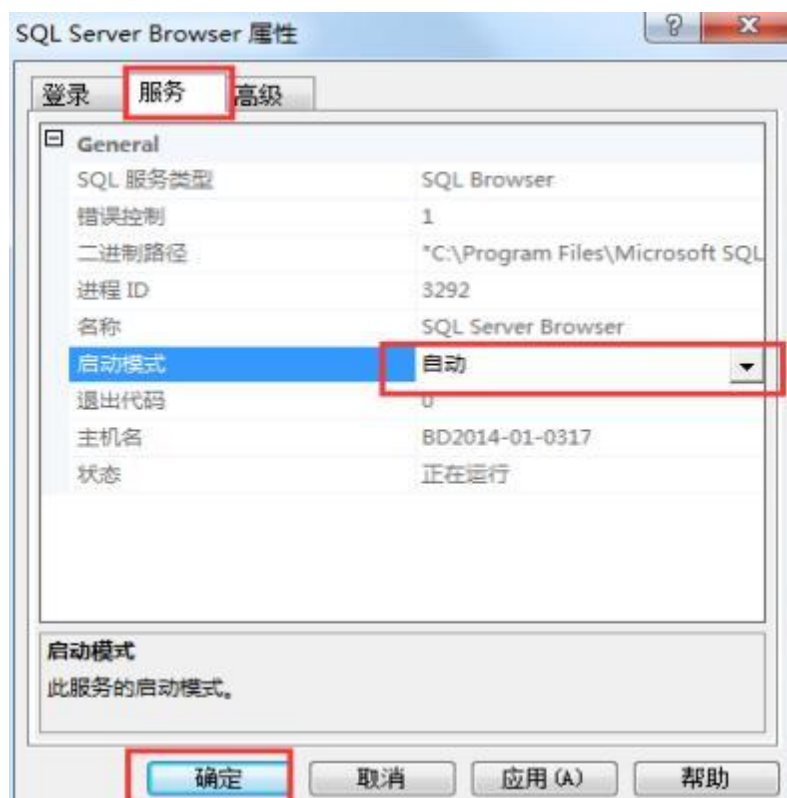 SQL Server Browser 属性
登录 服务 高级
General
SQL 服务类型 SQL Browser
错误控制 1
二进制路径 "C:\Program Files\Microsoft SQL
进程 ID 3292
名称 SQL Server Browser
启动模式 自动
退出代码 0
主机名 BD2014-01-0317
状态 正在运行
启动模式
此服务的启动模式。
确定 取消 应用(A) 帮助